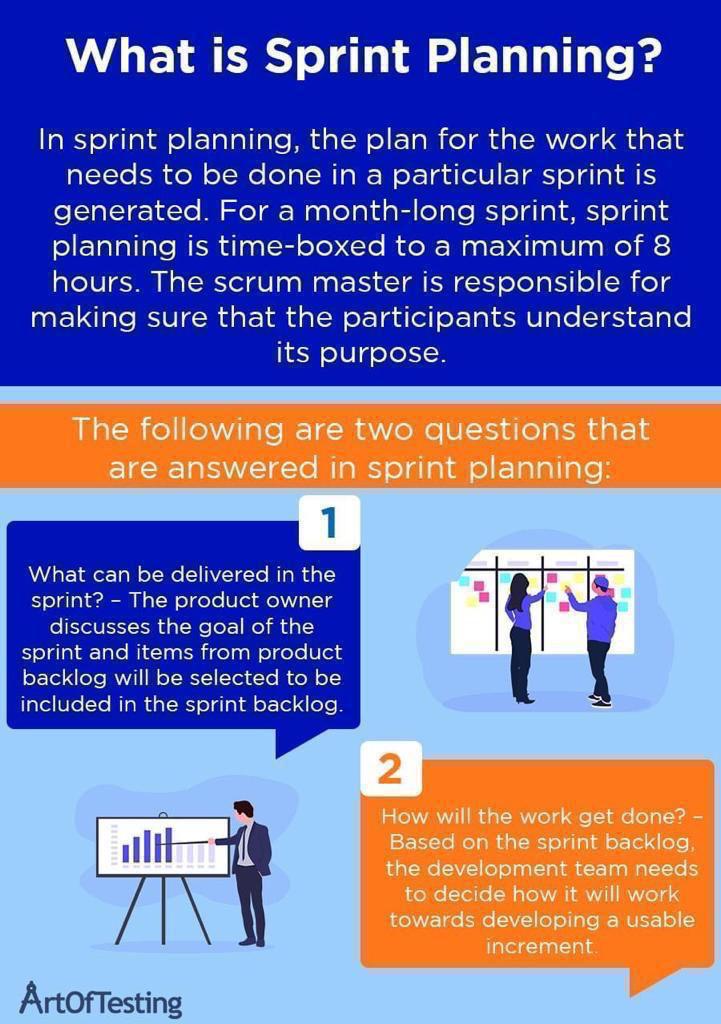 What is Sprint Planning?
In sprint planning, the plan for the work that
needs to be done in a particular sprint is
generated. For a month-long sprint, sprint
planning is time-boxed to a maximum of 8
hours. The scrum master is responsible for
making sure that the participants understand
its purpose.
The following are two questions that
are answered in sprint planning:
1
What can be delivered in the
sprint? – The product owner
discusses the goal of the
sprint and items from product
backlog will be selected to be
included in the sprint backlog.
2
How will the work get done? –
Based on the sprint backlog,
the development team needs
to decide how it will work
towards developing a usable
increment.
ArtOfTesting